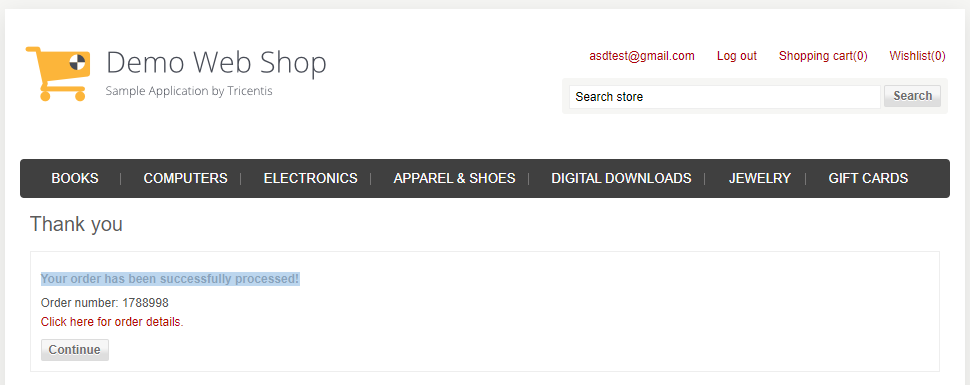 Demo Web Shop
Sample Application by Tricentis
asdtest@gmail.com Log out Shopping cart(0) Wishlist(0)
Search store Search
BOOKS COMPUTERS ELECTRONICS APPAREL & SHOES DIGITAL DOWNLOADS JEWELRY GIFT CARDS
Thank you
Your order has been successfully processed!
Order number: 1788998
Click here for order details.
Continue